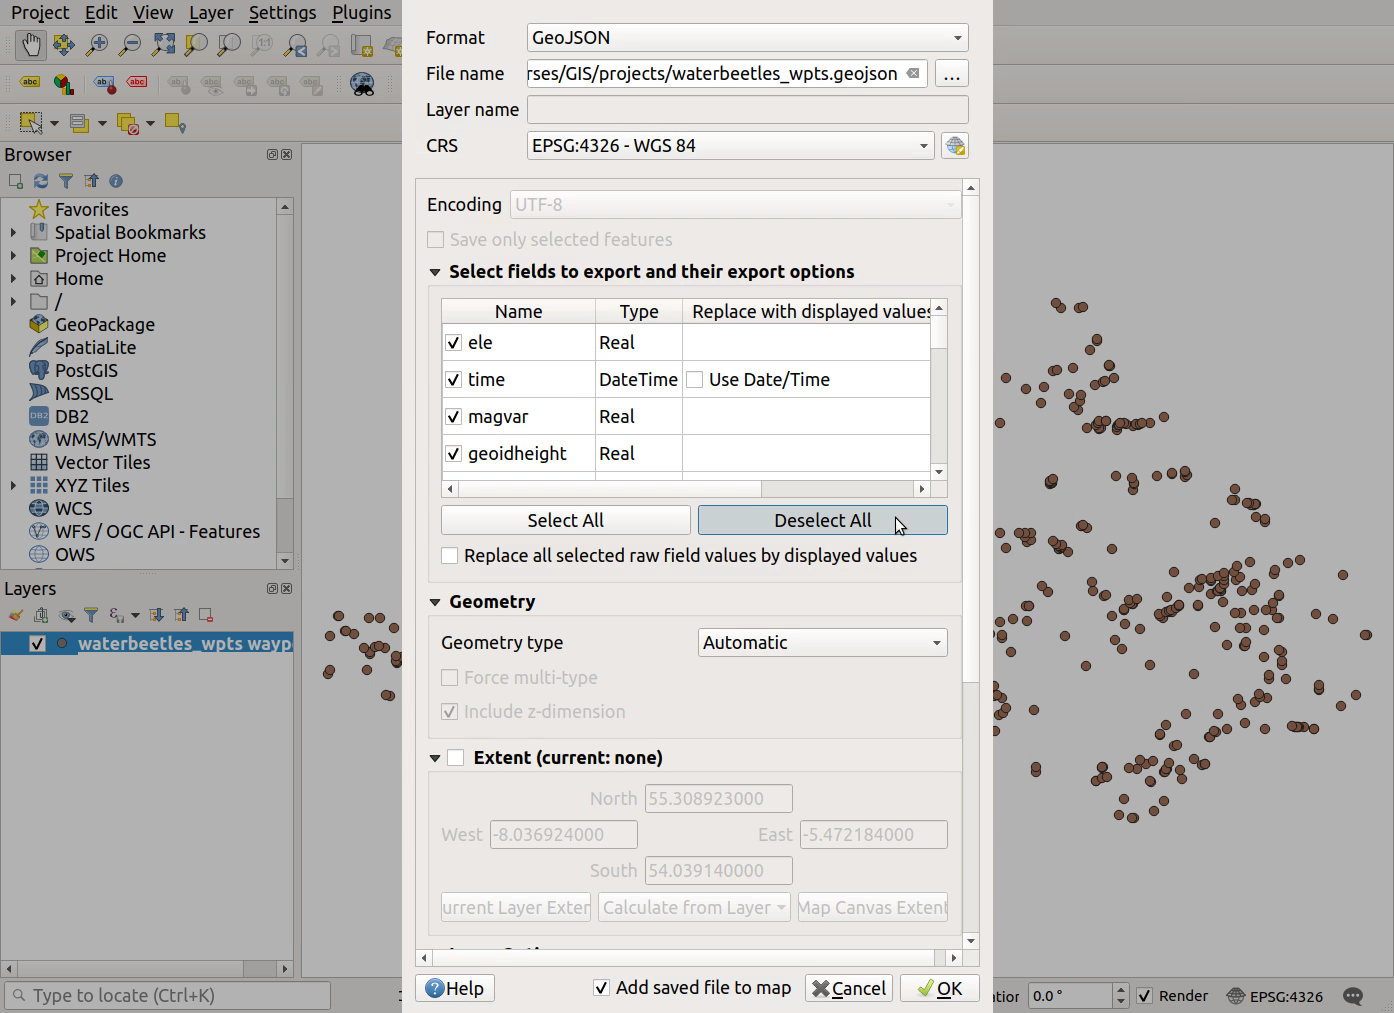 Project Edit View Layer Settings Plugins
Format GeoJSON
File name rses/GIS/projects/waterbeetles_wpts.geojson ...
Layer name
CRS EPSG:4326 - WGS 84
Browser
Favorites
Spatial Bookmarks
Project Home
Home
/
GeoPackage
SpatiaLite
PostGIS
MSSQL
DB2
WMS/WMTS
Vector Tiles
XYZ Tiles
WCS
WFS / OGC API - Features
OWS
Layers
waterbeetles_wpts wayp
Type to locate (Ctrl+K)
Encoding UTF-8
Save only selected features
Select fields to export and their export options
Name Type Replace with displayed values
ele Real
time DateTime Use Date/Time
magvar Real
geoidheight Real
Select All Deselect All
Replace all selected raw field values by displayed values
Geometry
Geometry type Automatic
Force multi-type
Include z-dimension
Extent (current: none)
North 55.308923000
West -8.036924000 East -5.472184000
South 54.039140000
urrent Layer Exten Calculate from Layer Map Canvas Extent
Help Add saved file to map Cancel OK
ation 0.0 ° Render EPSG:4326